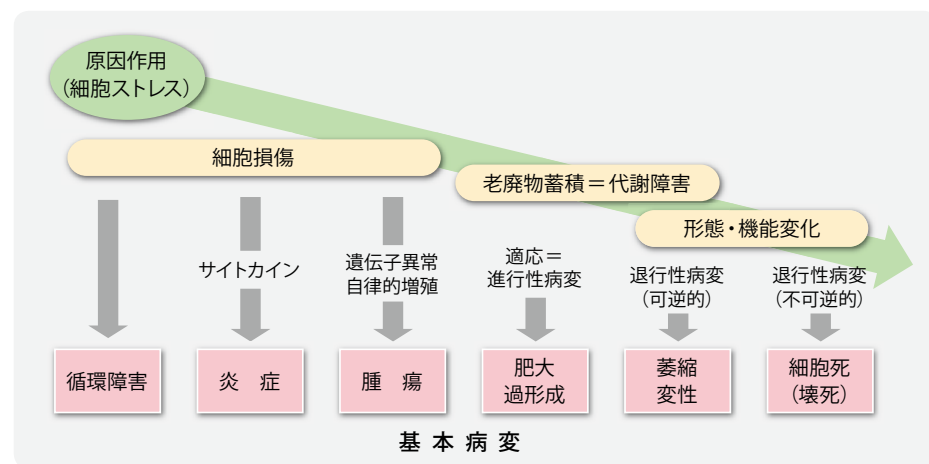 原因作用
（細胞ストレス）
細胞損傷
老廃物蓄積＝代謝障害
形態・機能変化
サイトカイン
遺伝子異常
自律的増殖
適応＝
進行性病変
退行性病変
（可逆的）
退行性病変
（不可逆的）
循環障害
炎　症
腫　瘍
肥大
過形成
萎縮
変性
細胞死
（壊死）
基 本 病 変